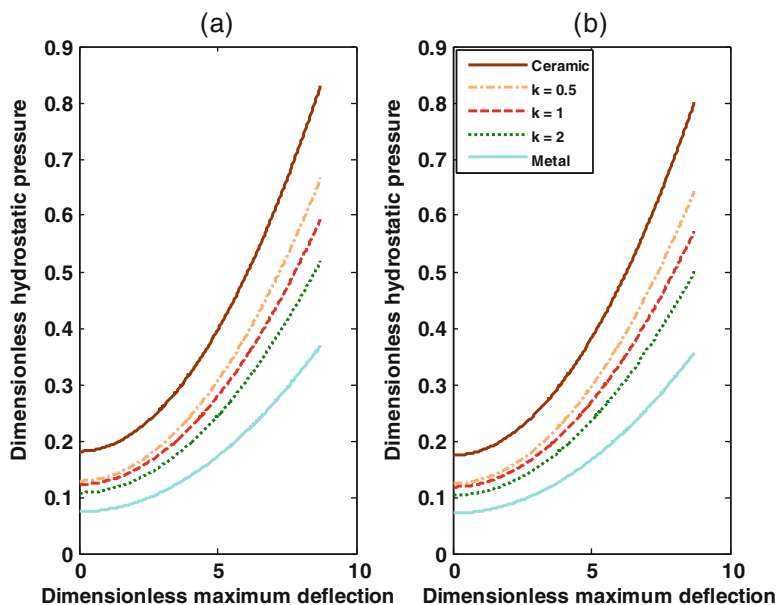 (a)
Dimensionless hydrostatic pressure
0.9
0.8
0.7
0.6
0.5
0.4
0.3
0.2
0.1
0
0 5 10
Dimensionless maximum deflection
(b)
Dimensionless hydrostatic pressure
0.9
0.8
0.7
0.6
0.5
0.4
0.3
0.2
0.1
0
Ceramic
k = 0.5
k = 1
k = 2
Metal
0 5 10
Dimensionless maximum deflection